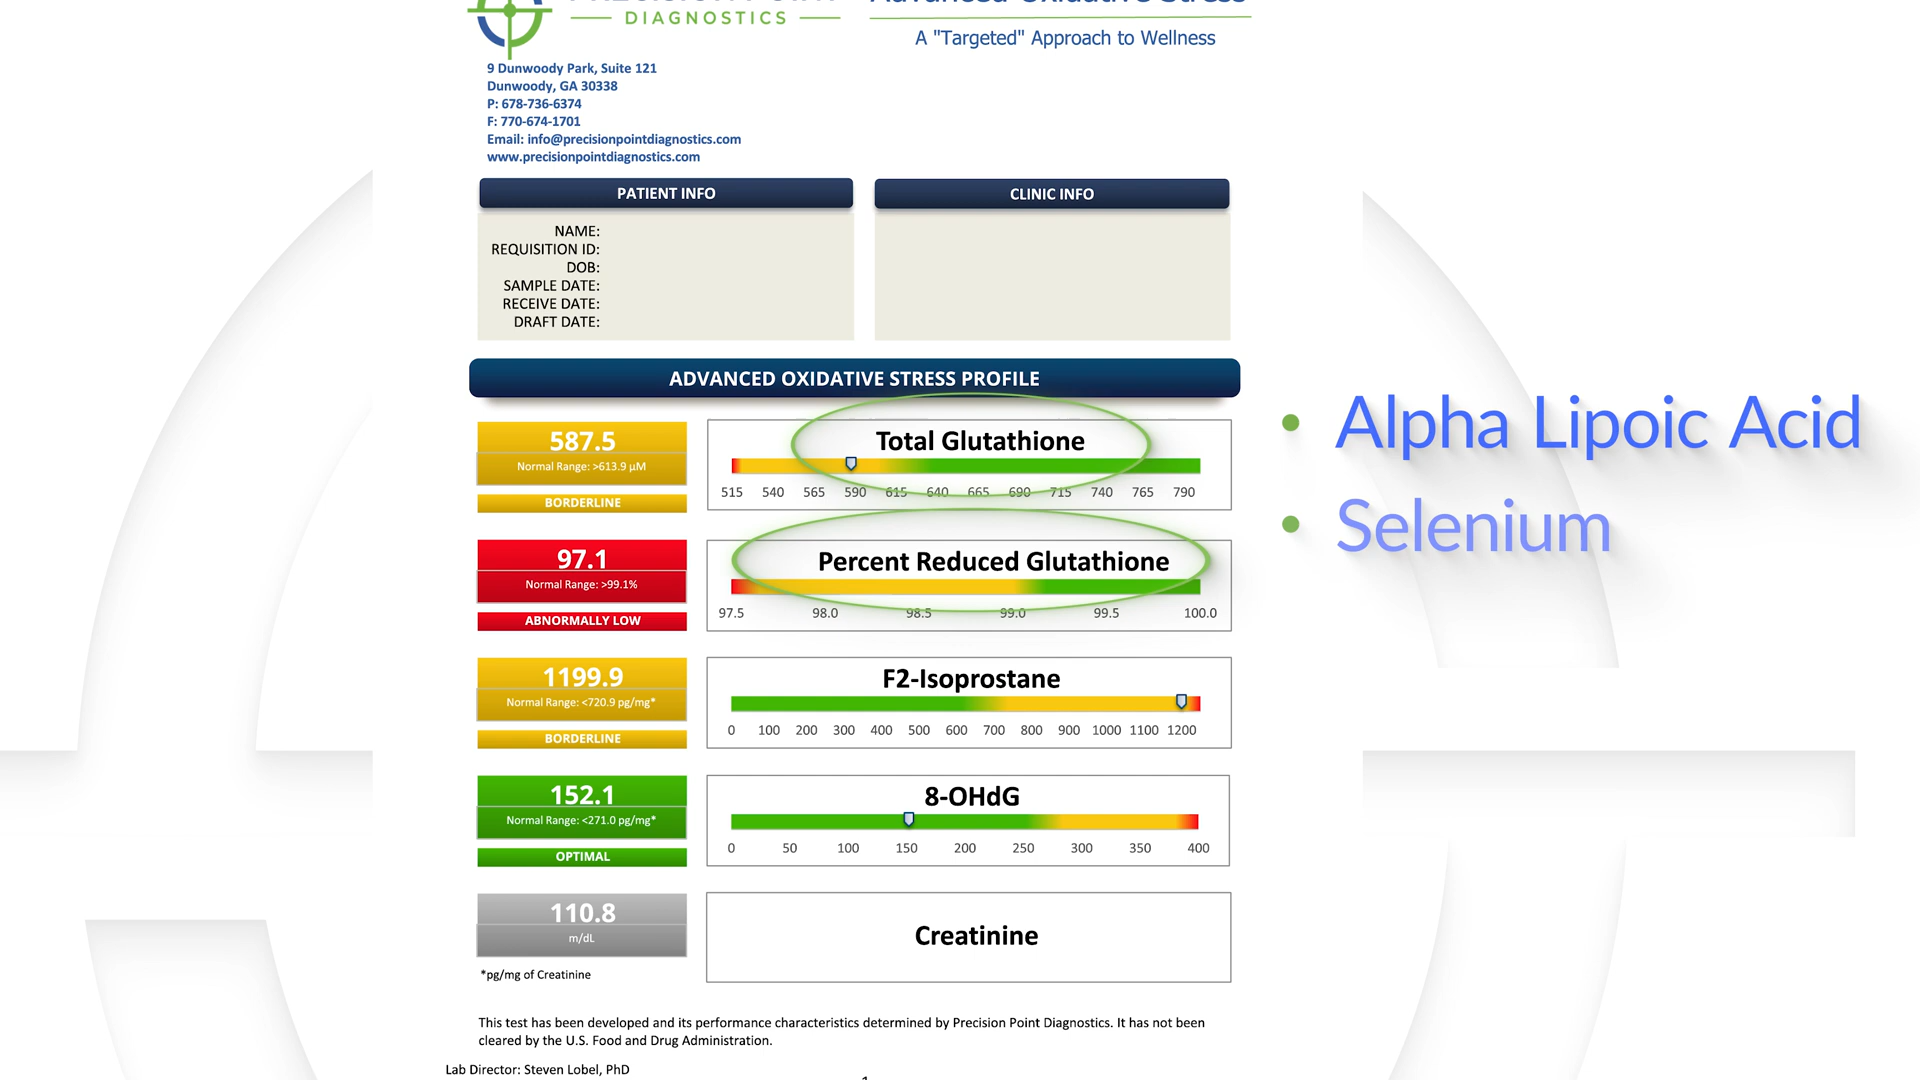 PRECISION POINT
DIAGNOSTICS
Advanced Oxidative Stress
A "Targeted" Approach to Wellness
9 Dunwoody Park, Suite 121
Dunwoody, GA 30338
P: 678-736-6374
F: 770-674-1701
Email: info@precisionpointdiagnostics.com
www.precisionpointdiagnostics.com
PATIENT INFO
NAME:
REQUISITION ID:
DOB:
SAMPLE DATE:
RECEIVE DATE:
DRAFT DATE:
CLINIC INFO
ADVANCED OXIDATIVE STRESS PROFILE
587.5
Normal Range: >613.9 µM
BORDERLINE
Total Glutathione
515 540 565 590 615 640 665 690 715 740 765 790
97.1
Normal Range: >99.1%
ABNORMALLY LOW
Percent Reduced Glutathione
97.5 98.0 98.5 99.0 99.5 100.0
1199.9
Normal Range: <720.9 pg/mg*
BORDERLINE
F2-Isoprostane
0 100 200 300 400 500 600 700 800 900 1000 1100 1200
152.1
Normal Range: <271.0 pg/mg*
OPTIMAL
8-OHdG
0 50 100 150 200 250 300 350 400
110.8
m/dL
Creatinine
*pg/mg of Creatinine
This test has been developed and its performance characteristics determined by Precision Point Diagnostics. It has not been
cleared by the U.S. Food and Drug Administration.
Lab Director: Steven Lobel, PhD
1
• Alpha Lipoic Acid
• Selenium